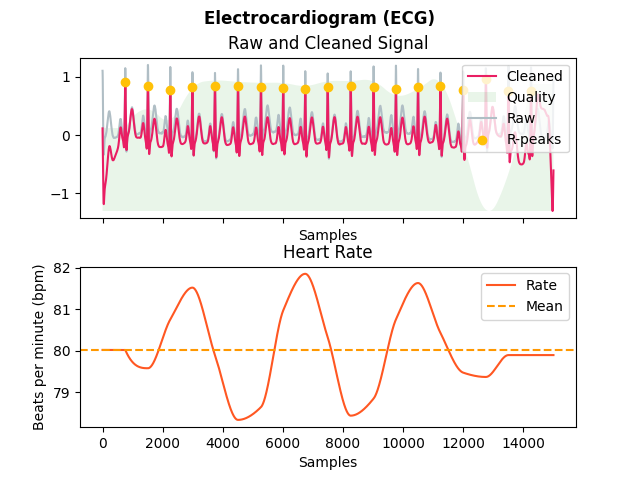 Electrocardiogram (ECG)
Raw and Cleaned Signal
1
0
−1
Cleaned
Quality
Raw
R-peaks
Samples
Heart Rate
82
81
80
79
Beats per minute (bpm)
Rate
Mean
0 2000 4000 6000 8000 10000 12000 14000
Samples